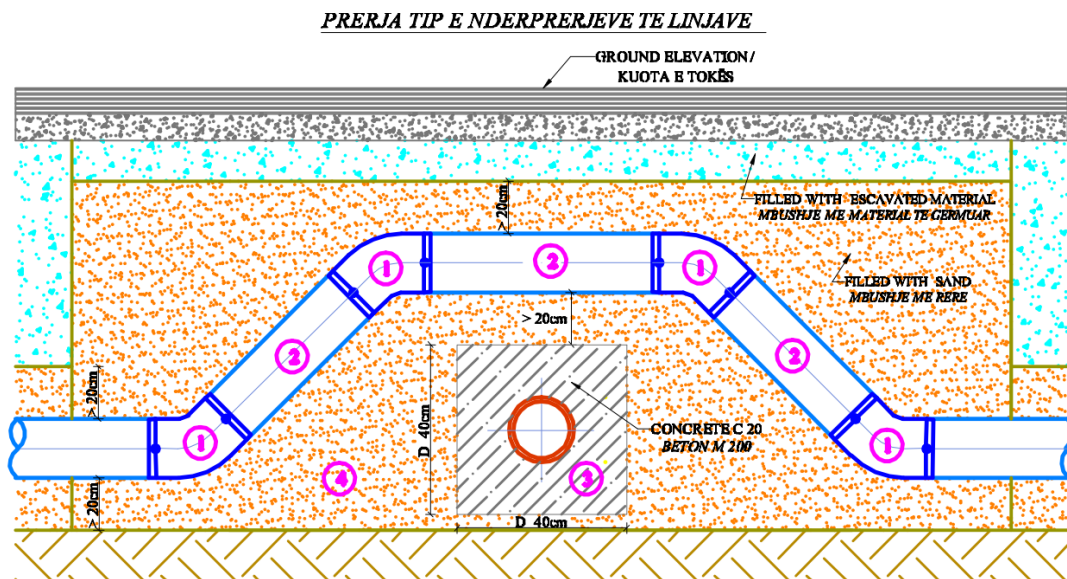 PRERJA TIP E NDERPRERJEVE TE LINJAVE
GROUND ELEVATION /
KUOTA E TOKËS
>20cm
FILLED WITH ESCAVATED MATERIAL
MBUSHJE ME MATERIAL TE GERMUAR
1
2
1
FILLED WITH SAND
MBUSHJE ME RERE
>20cm
2
2
>20cm
D 40cm
CONCRETE C 20
BETON M 200
1
1
4
3
>20cm
D 40cm